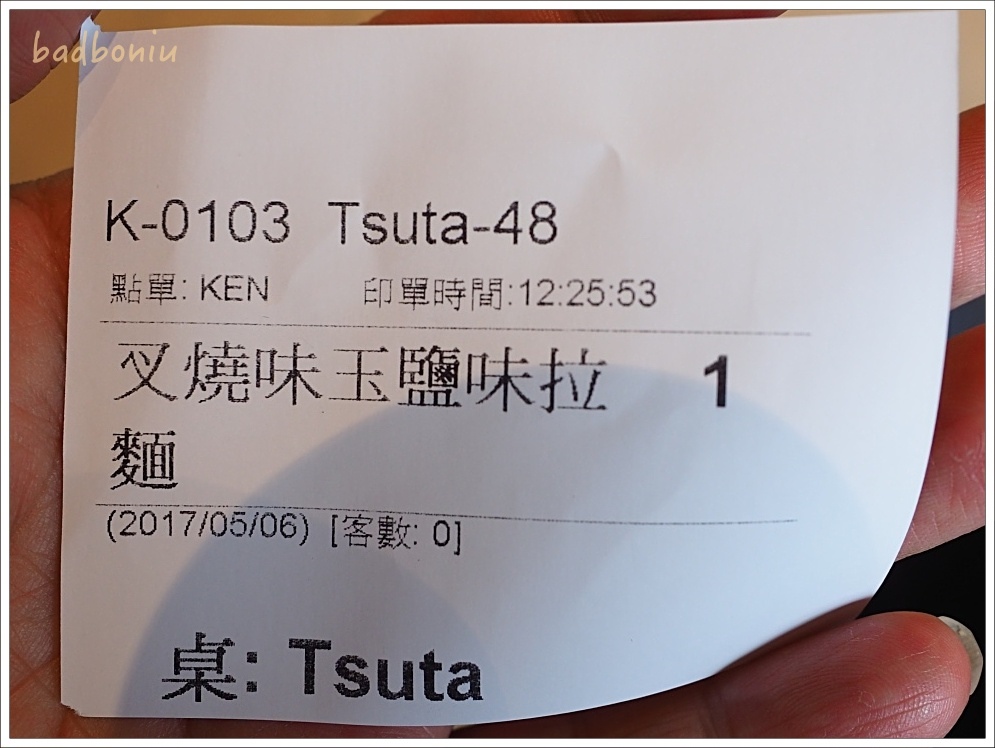 badboniu
K-0103 Tsuta-48
點單: KEN 印單時間:12:25:53
叉燒味玉鹽味拉 1
麵
(2017/05/06) [客數: 0]
桌: Tsuta